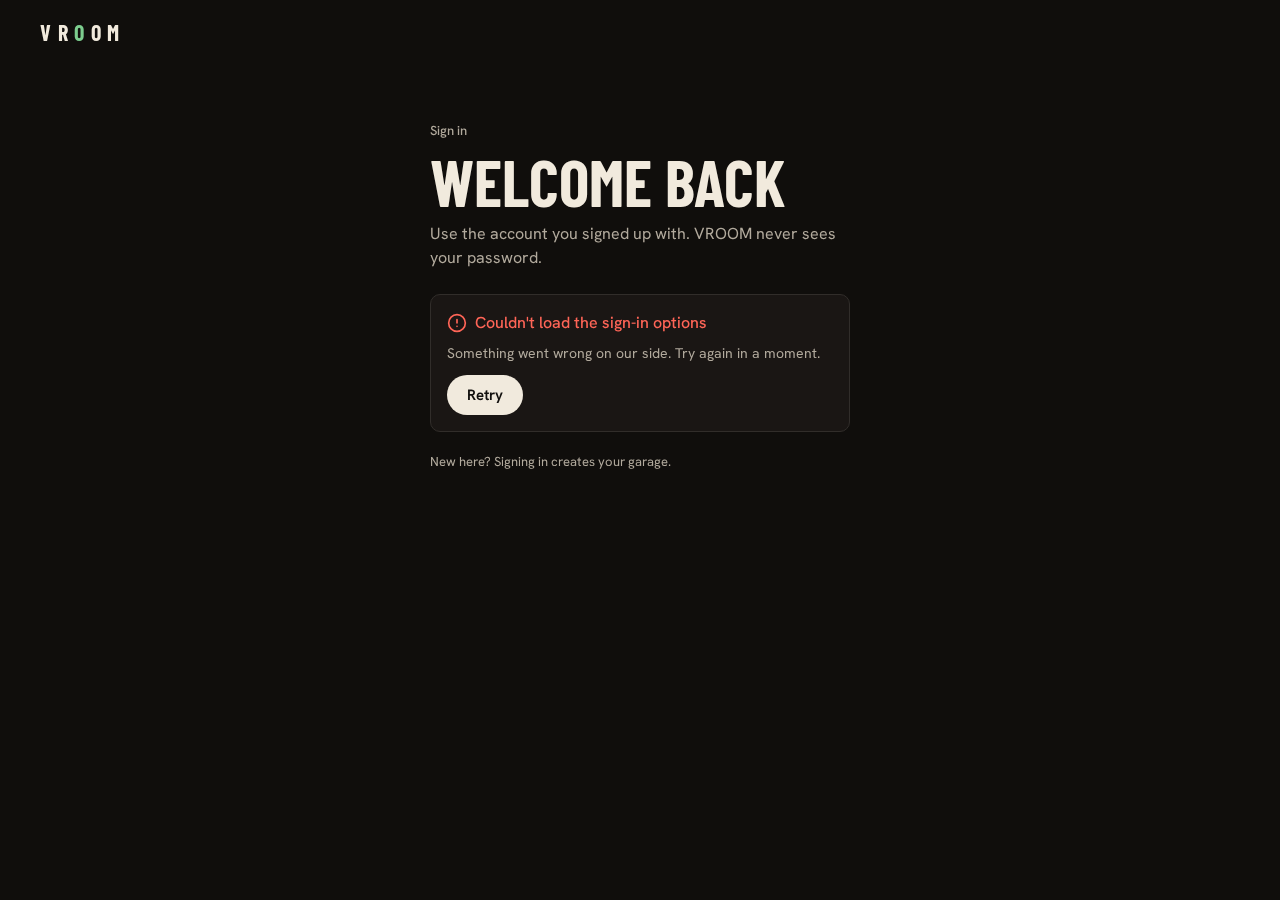 VROOM
Sign in
WELCOME BACK
Use the account you signed up with. VROOM never sees
your password.
Couldn't load the sign-in options
Something went wrong on our side. Try again in a moment.
Retry
New here? Signing in creates your garage.